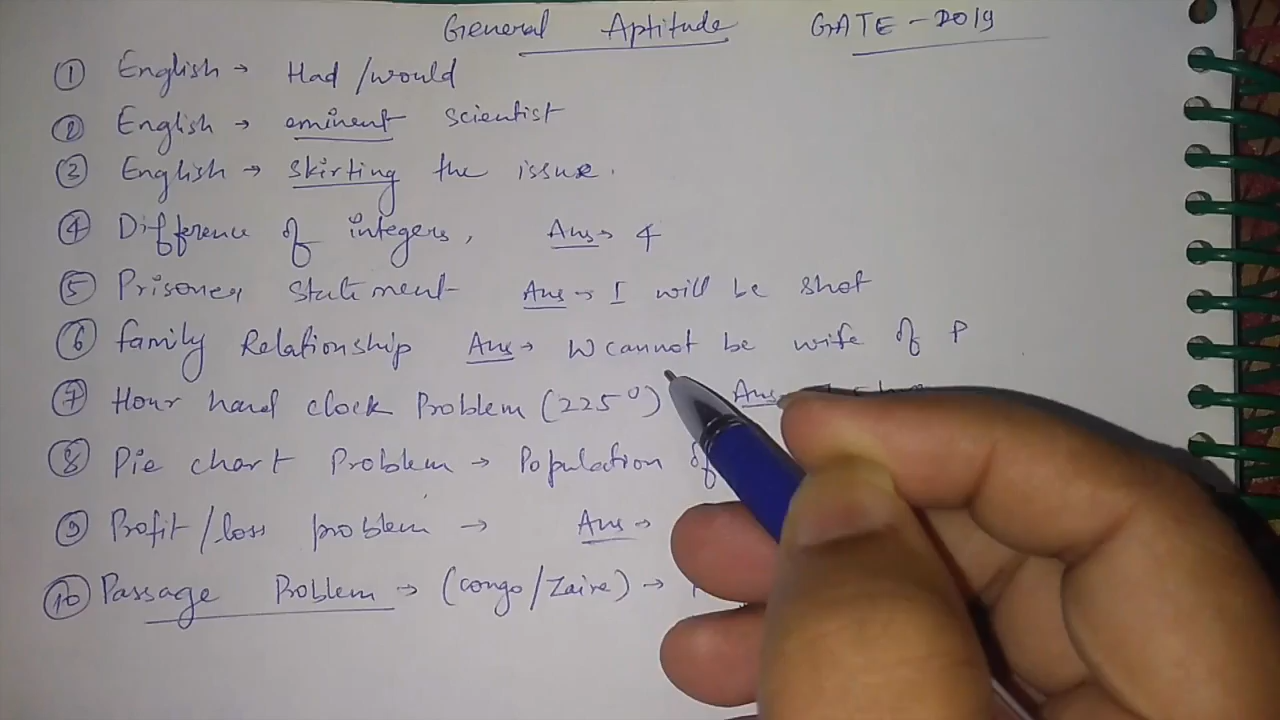 General Aptitude GATE-2019
① English → Had/would
② English → eminent scientist
③ English → Skirting the issue.
④ Difference of integers, Ans → 4
⑤ Prisoner Statement Ans → I will be shot
⑥ family Relationship Ans → W cannot be wife of P
⑦ Hour hand clock Problem (225°) Ans
⑧ Pie chart Problem → Population of
⑨ Profit/loss problem → Ans →
⑩ Passage Problem → (congo/Zaire) →